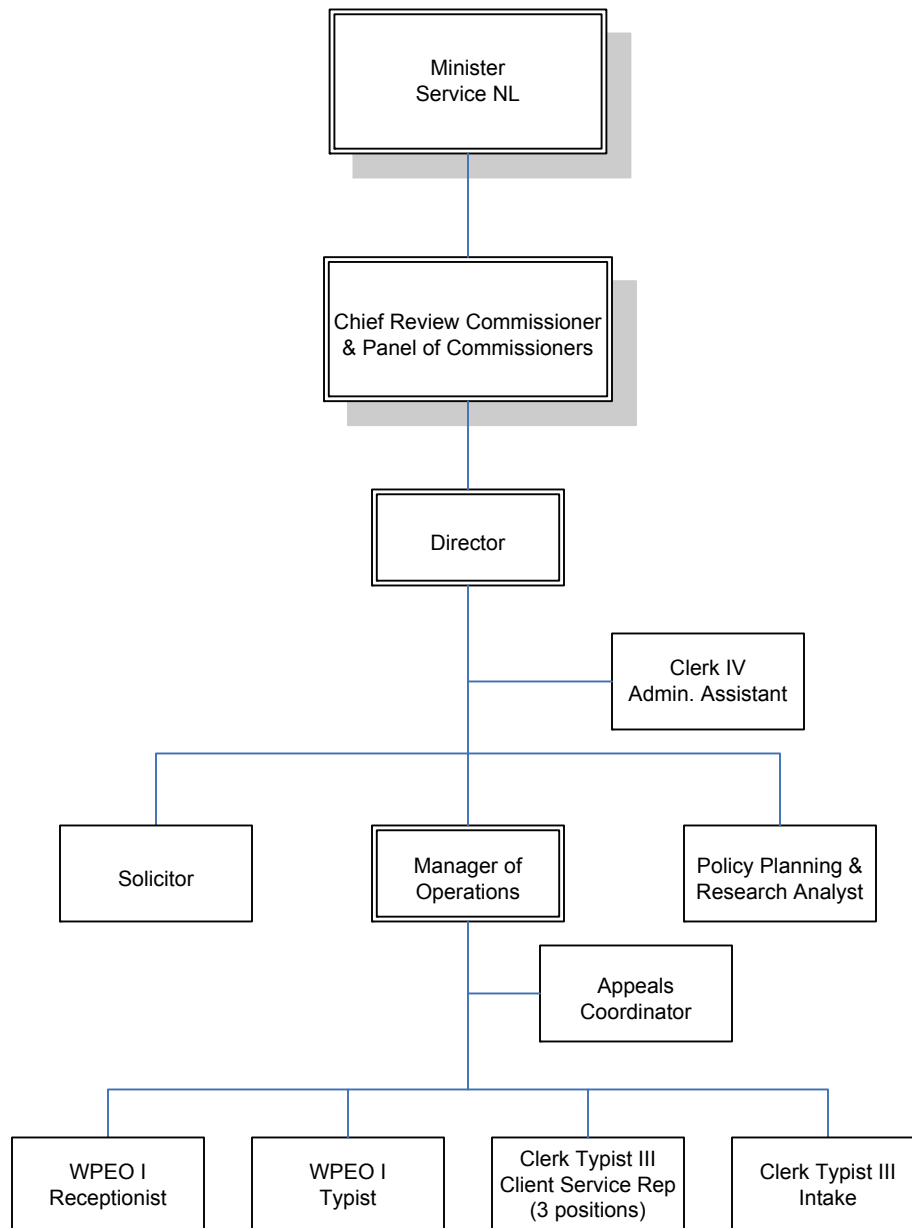 Minister
Service NL
Chief Review Commissioner
& Panel of Commissioners
Director
Clerk IV
Admin. Assistant
Solicitor
Manager of
Operations
Policy Planning &
Research Analyst
Appeals
Coordinator
WPEO I
Receptionist
WPEO I
Typist
Clerk Typist III
Client Service Rep
(3 positions)
Clerk Typist III
Intake